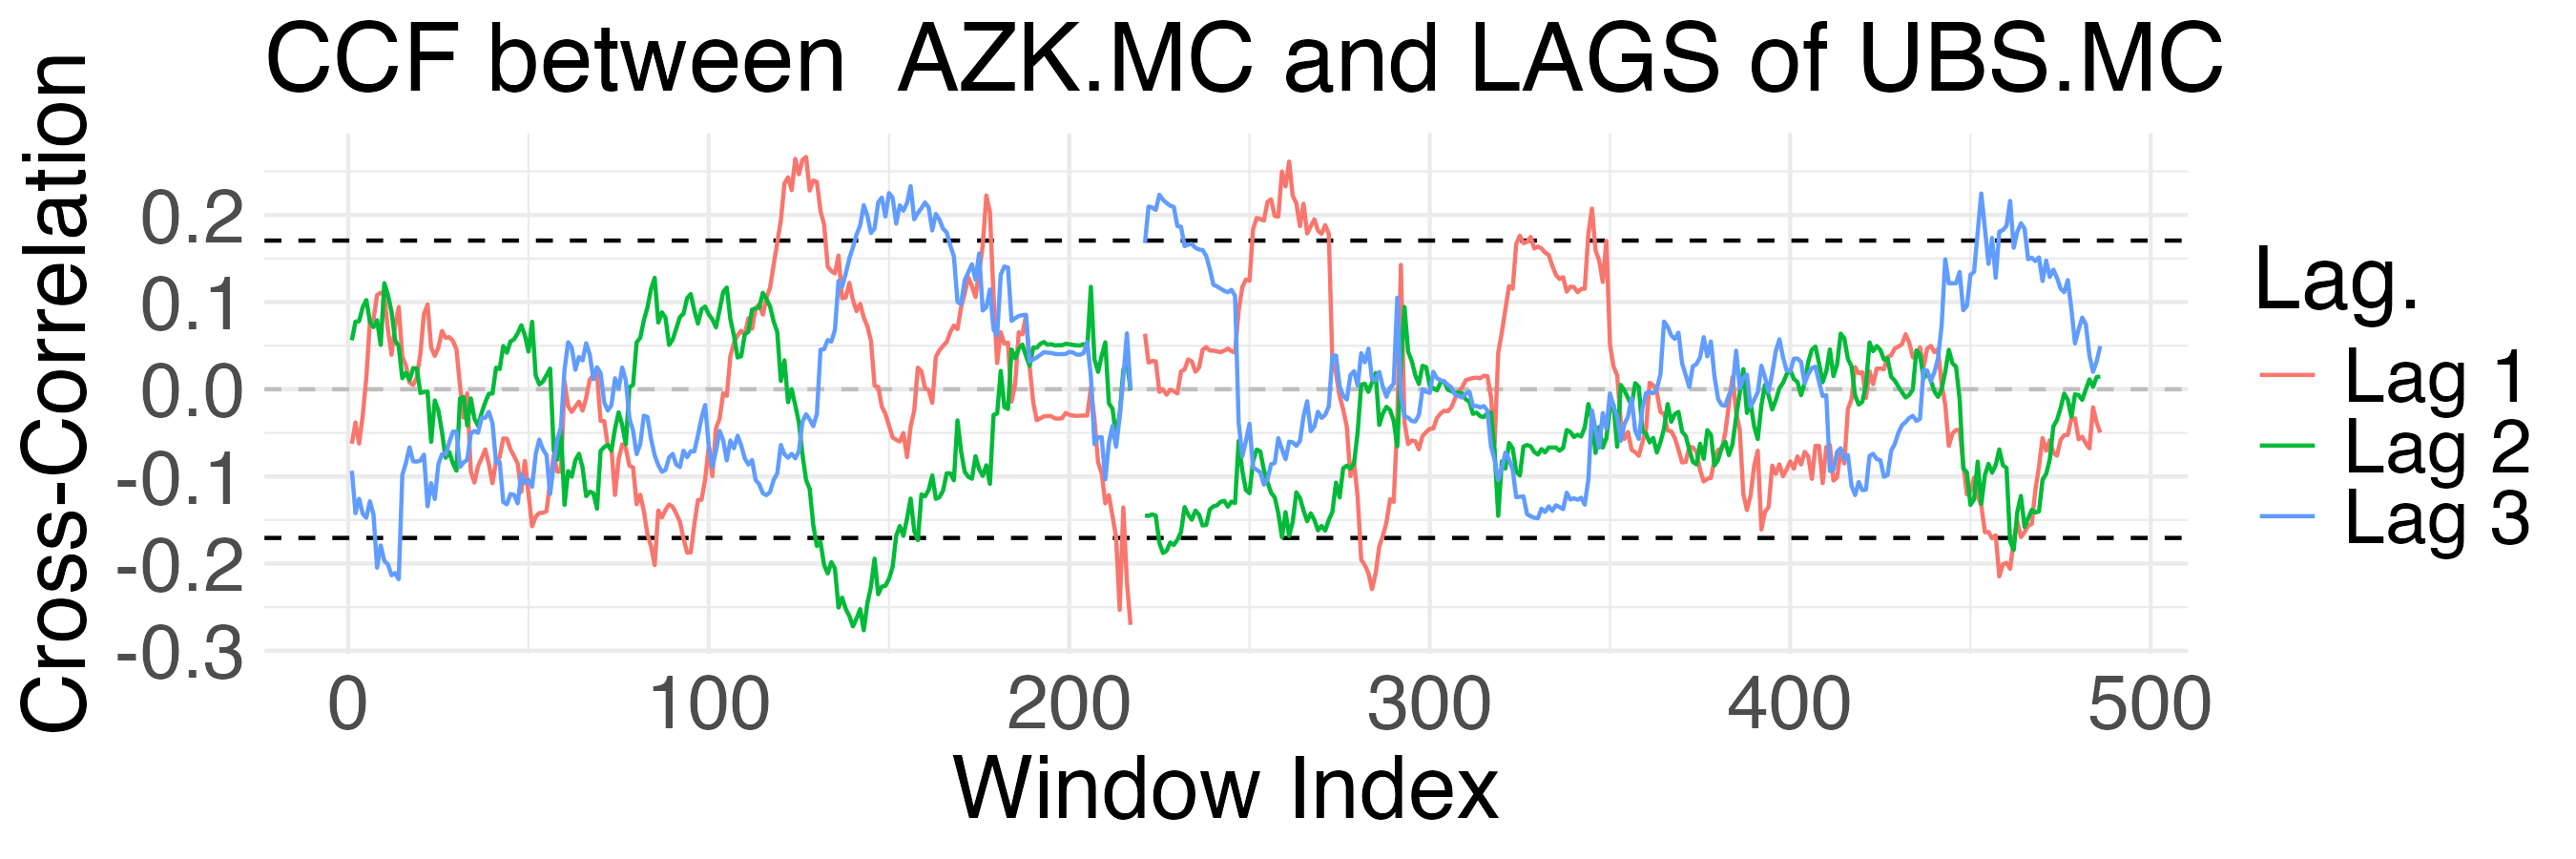 CCF between  AZK.MC and LAGS of UBS.MC
Cross-Correlation
0.2
0.1
0.0
-0.1
-0.2
-0.3
0 100 200 300 400 500
Window Index
Lag.
Lag 1
Lag 2
Lag 3